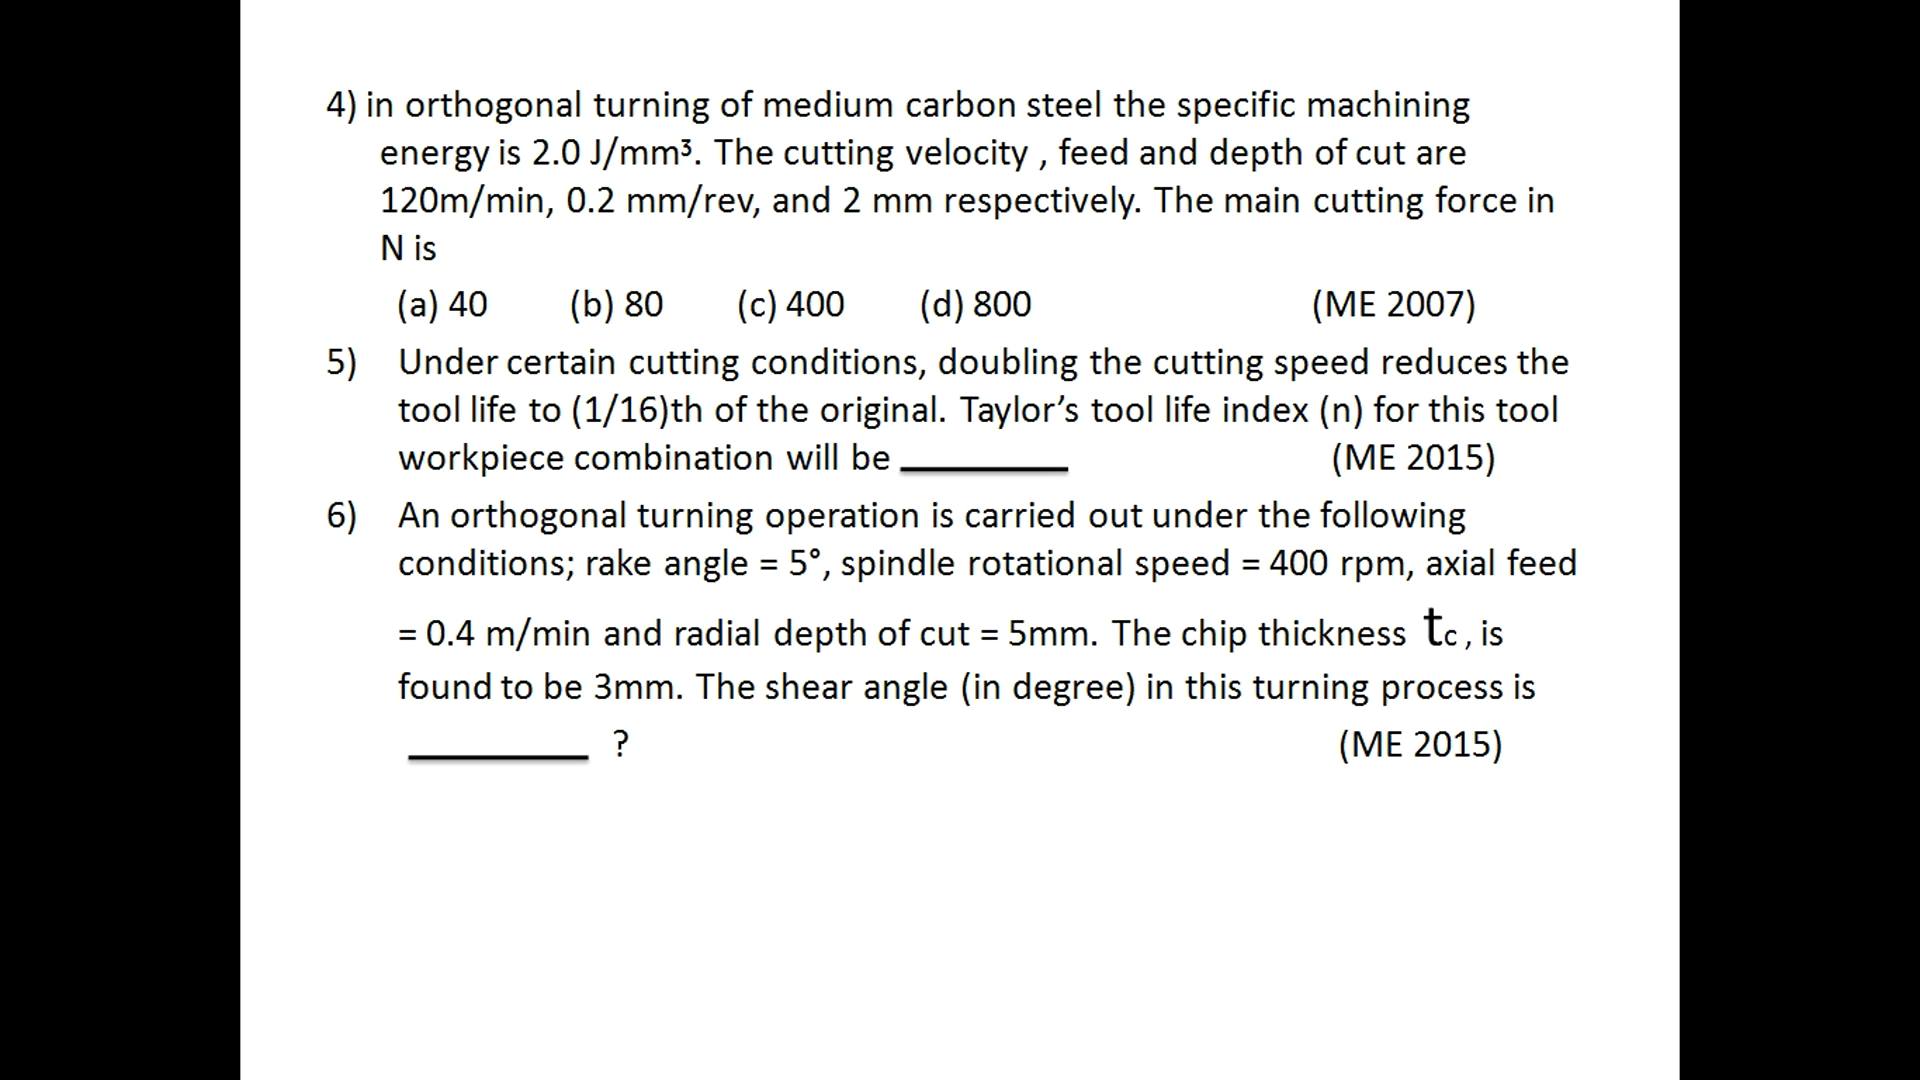 4) in orthogonal turning of medium carbon steel the specific machining
energy is 2.0 J/mm³. The cutting velocity , feed and depth of cut are
120m/min, 0.2 mm/rev, and 2 mm respectively. The main cutting force in
N is
(a) 40 (b) 80 (c) 400 (d) 800 (ME 2007)
5) Under certain cutting conditions, doubling the cutting speed reduces the
tool life to (1/16)th of the original. Taylor’s tool life index (n) for this tool
workpiece combination will be ________ (ME 2015)
6) An orthogonal turning operation is carried out under the following
conditions; rake angle = 5°, spindle rotational speed = 400 rpm, axial feed
= 0.4 m/min and radial depth of cut = 5mm. The chip thickness tc , is
found to be 3mm. The shear angle (in degree) in this turning process is
________ ? (ME 2015)